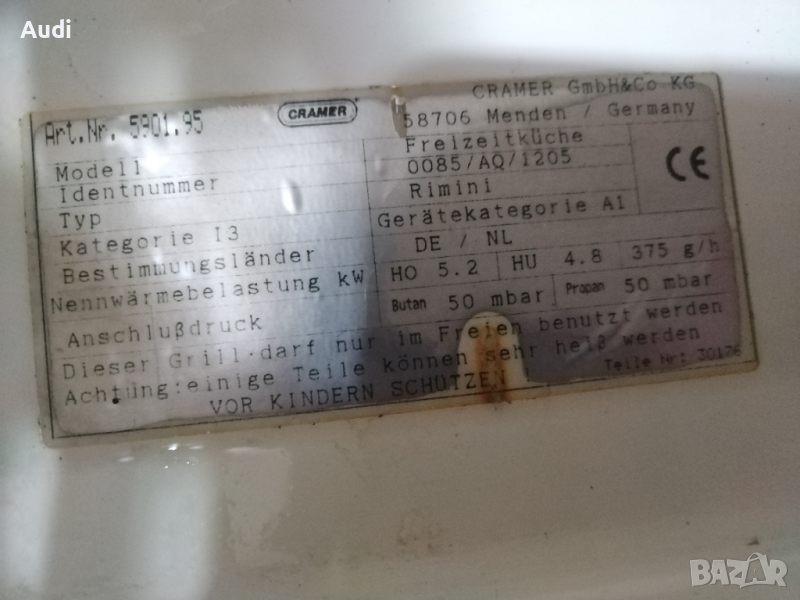 Audi
Art.Nr. 5901.95 CRAMER CRAMER GmbH&Co KG
58706 Menden / Germany
Modell Freizeitküche
Identnummer 0085/AQ/1205
Typ Rimini
Kategorie I3 Gerätekategorie A1
Bestimmungsländer DE / NL
Nennwärmebelastung kW HO 5.2 HU 4.8 375 g/h
Anschlußdruck Butan 50 mbar Propan 50 mbar
Dieser Grill darf nur im Freien benutzt werden
Achtung:einige Teile können sehr heiß werden
VOR KINDERN SCHÜTZEN Teile Nr: 30176
CE
BAZAR